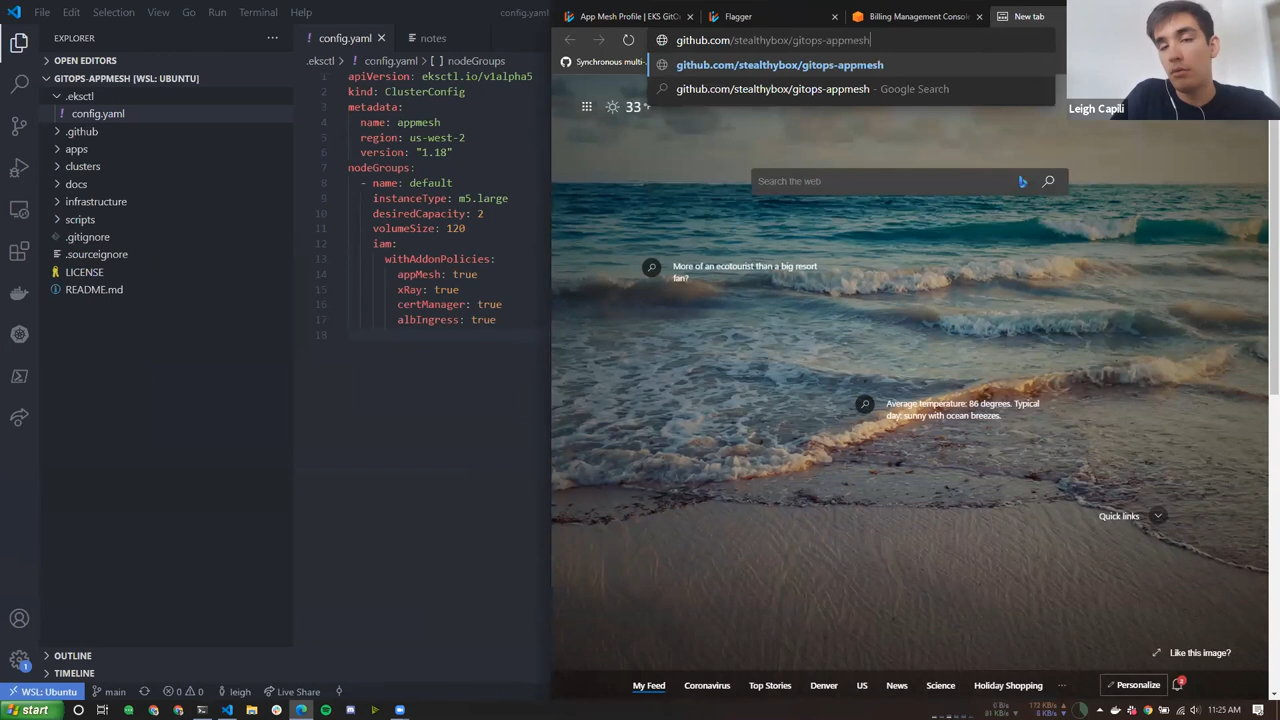 File Edit Selection View Go Run Terminal Help config.yaml
EXPLORER
OPEN EDITORS
GITOPS-APPMESH [WSL: UBUNTU]
.eksctl
! config.yaml
.github
apps
clusters
docs
infrastructure
scripts
.gitignore
.sourceignore
LICENSE
README.md
OUTLINE
TIMELINE
! config.yaml
notes
.eksctl > ! config.yaml > [ ] nodeGroups
1 apiVersion: eksctl.io/v1alpha5
2 kind: ClusterConfig
3 metadata:
4 name: appmesh
5 region: us-west-2
6 version: "1.18"
7 nodeGroups:
8 - name: default
9 instanceType: m5.large
10 desiredCapacity: 2
11 volumeSize: 120
12 iam:
13 withAddonPolicies:
14 appMesh: true
15 xRay: true
16 certManager: true
17 albIngress: true
18
App Mesh Profile | EKS GitO
Flagger
Billing Management Conso
New tab
github.com/stealthybox/gitops-appmesh
Synchronous multi-
github.com/stealthybox/gitops-appmesh
github.com/stealthybox/gitops-appmesh - Google Search
33 °F
Search the web
More of an ecotourist than a big resort
fan?
Average temperature: 86 degrees. Typical
day: sunny with ocean breezes.
Quick links
Like this image?
My Feed Coronavirus Top Stories Denver US News Science Holiday Shopping ... Personalize
Leigh Capili
WSL: Ubuntu main 0 0 leigh Live Share
start
11:25 AM